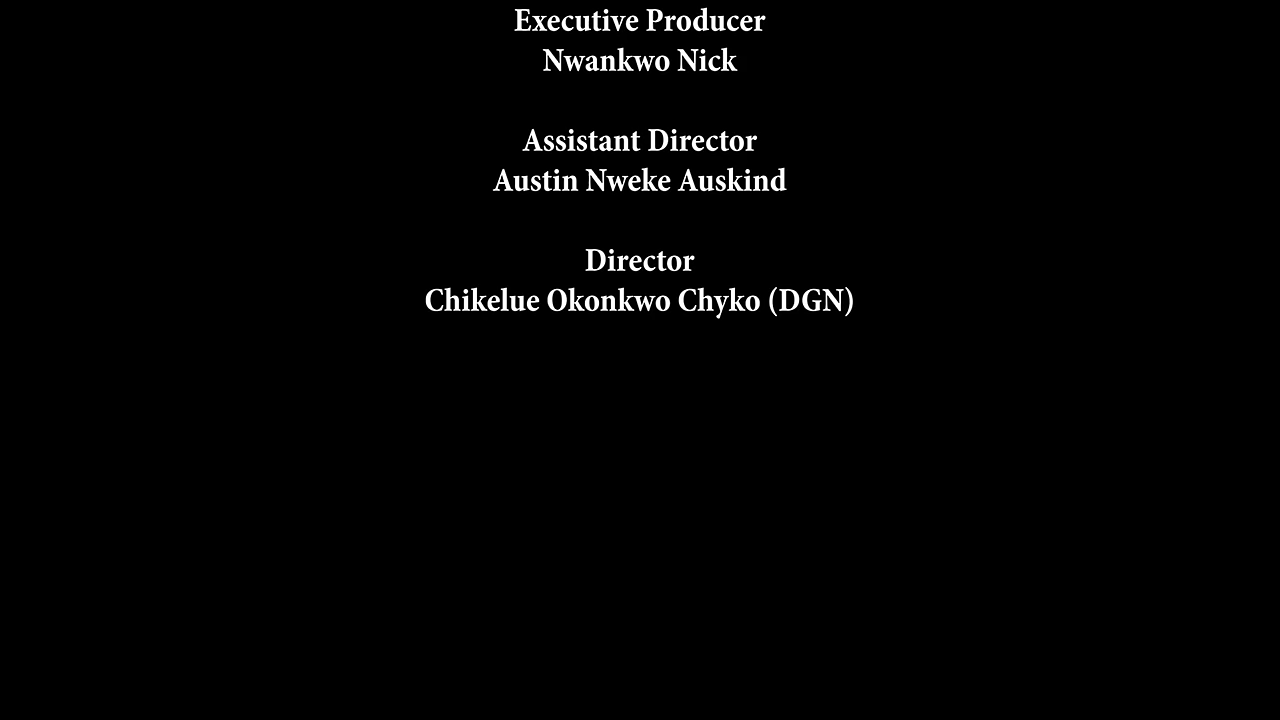 Executive Producer
Nwankwo Nick
Assistant Director
Austin Nweke Auskind
Director
Chikelue Okonkwo Chyko (DGN)